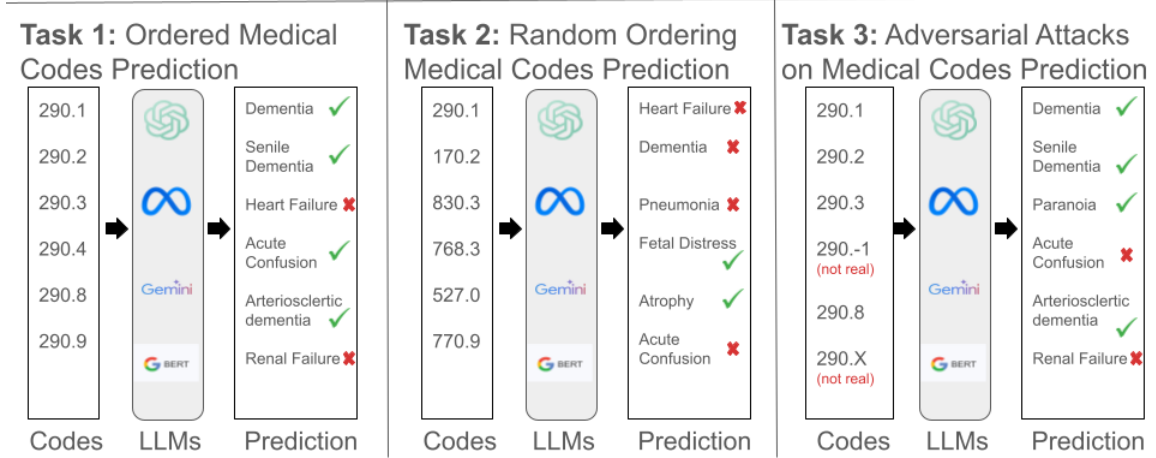 Task 1: Ordered Medical
Codes Prediction
290.1
290.2
290.3
290.4
290.8
290.9
Gemini
G BERT
Dementia
Senile
Dementia
Heart Failure
Acute
Confusion
Arteriosclertic
dementia
Renal Failure
Codes
LLMs
Prediction
Task 2: Random Ordering
Medical Codes Prediction
290.1
170.2
830.3
768.3
527.0
770.9
Gemini
G BERT
Heart Failure
Dementia
Pneumonia
Fetal Distress
Atrophy
Acute
Confusion
Codes
LLMs
Prediction
Task 3: Adversarial Attacks
on Medical Codes Prediction
290.1
290.2
290.3
290.-1
(not real)
290.8
290.X
(not real)
Gemini
G BERT
Dementia
Senile
Dementia
Paranoia
Acute
Confusion
Arteriosclertic
dementia
Renal Failure
Codes
LLMs
Prediction